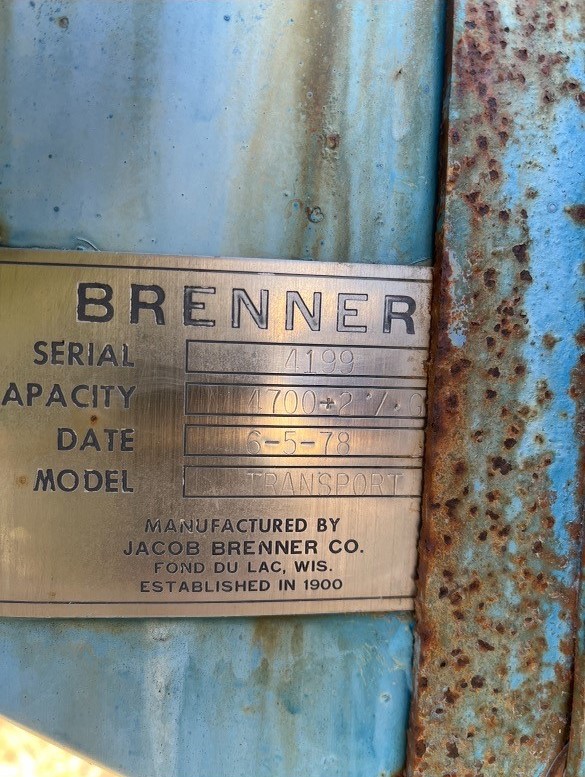 BRENNER
SERIAL 4199
APACITY 4700+2 %.G
DATE 6-5-78
MODEL TRANSPORT
MANUFACTURED BY
JACOB BRENNER CO.
FOND DU LAC, WIS.
ESTABLISHED IN 1900